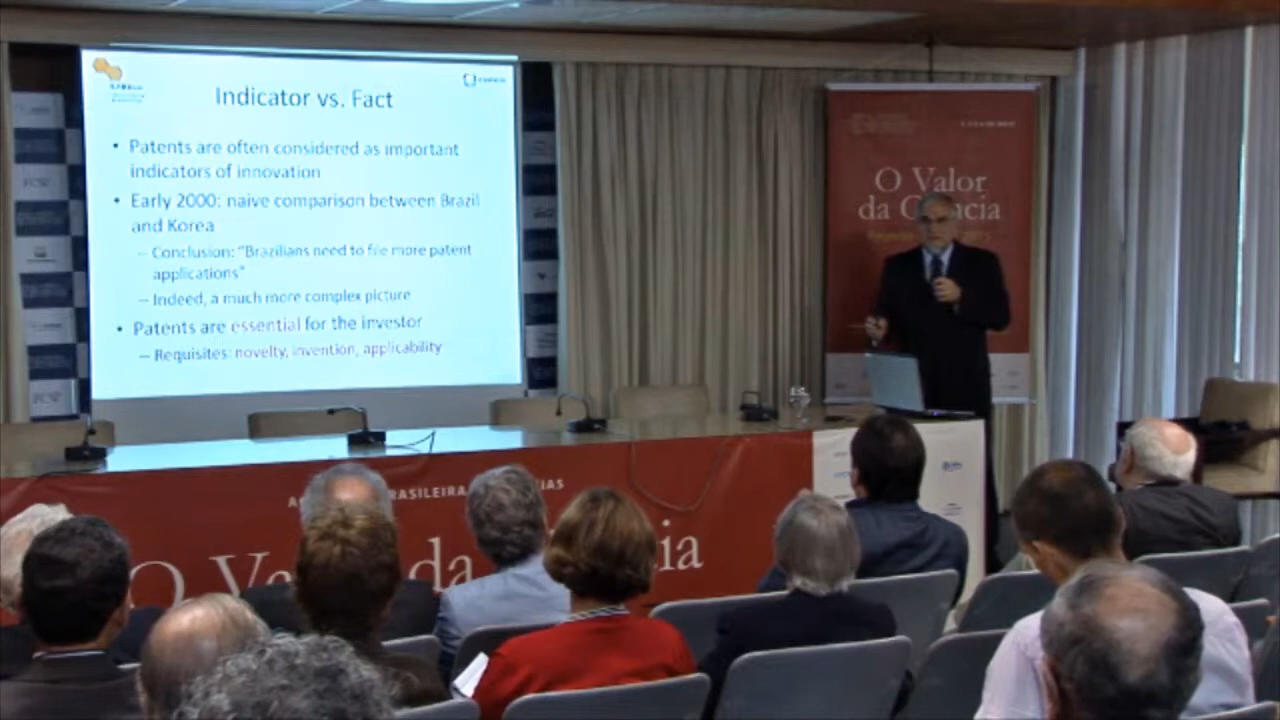 Indicator vs. Fact
• Patents are often considered as important
indicators of innovation
• Early 2000: naive comparison between Brazil
and Korea
– Conclusion: "Brazilians need to file more patent
applications"
– Indeed, a much more complex picture
• Patents are essential for the investor
– Requisites: novelty, invention, applicability
O Valor
da
BRASILEIRA
O
da